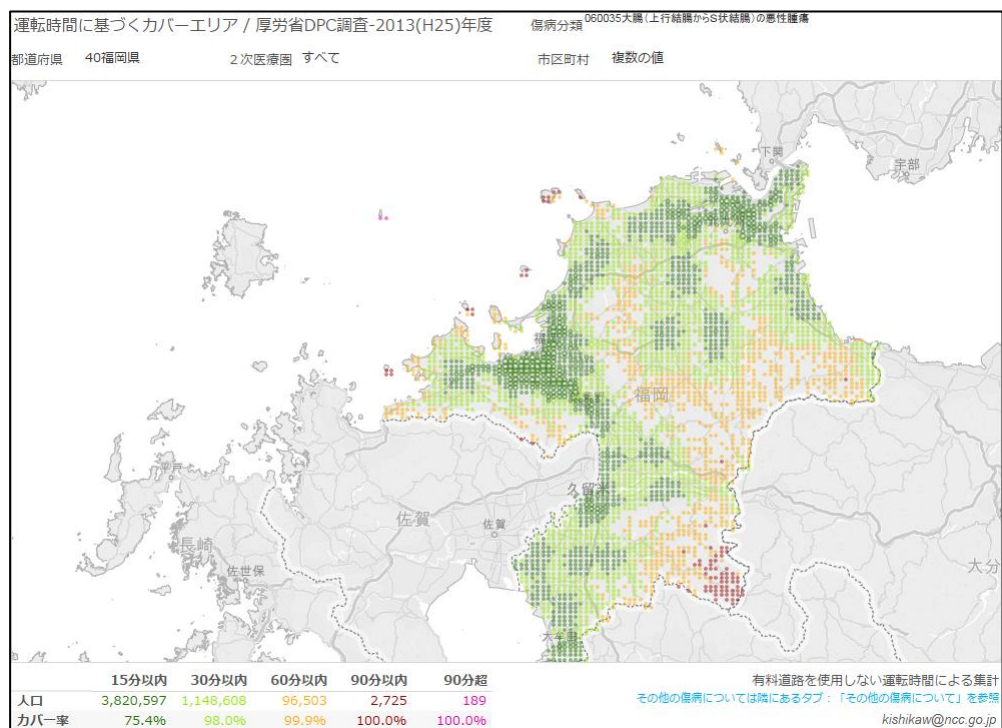 運転時間に基づくカバーエリア / 厚労省DPC調査-2013(H25)年度
傷病分類 060035大腸(上行結腸からS状結腸)の悪性腫瘍
都道府県 40福岡県 2次医療圏 すべて 市区町村 複数の値
下関
宇部
福岡
平戸
久留米
佐賀
佐賀
長崎
佐世保
大分
大牟田
15分以内 30分以内 60分以内 90分以内 90分超
人口 3,820,597 1,148,608 96,503 2,725 189
カバー率 75.4% 98.0% 99.9% 100.0% 100.0%
有料道路を使用しない運転時間による集計
その他の傷病については隣にあるタブ：「その他の傷病について」を参照
kishikaw@ncc.go.jp